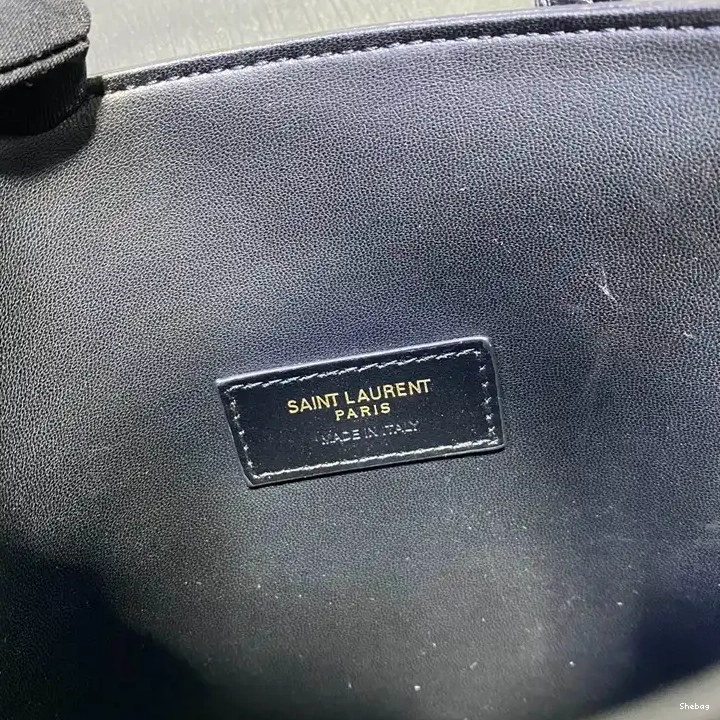 SAINT LAURENT
PARIS
MADE IN ITALY
Shebag